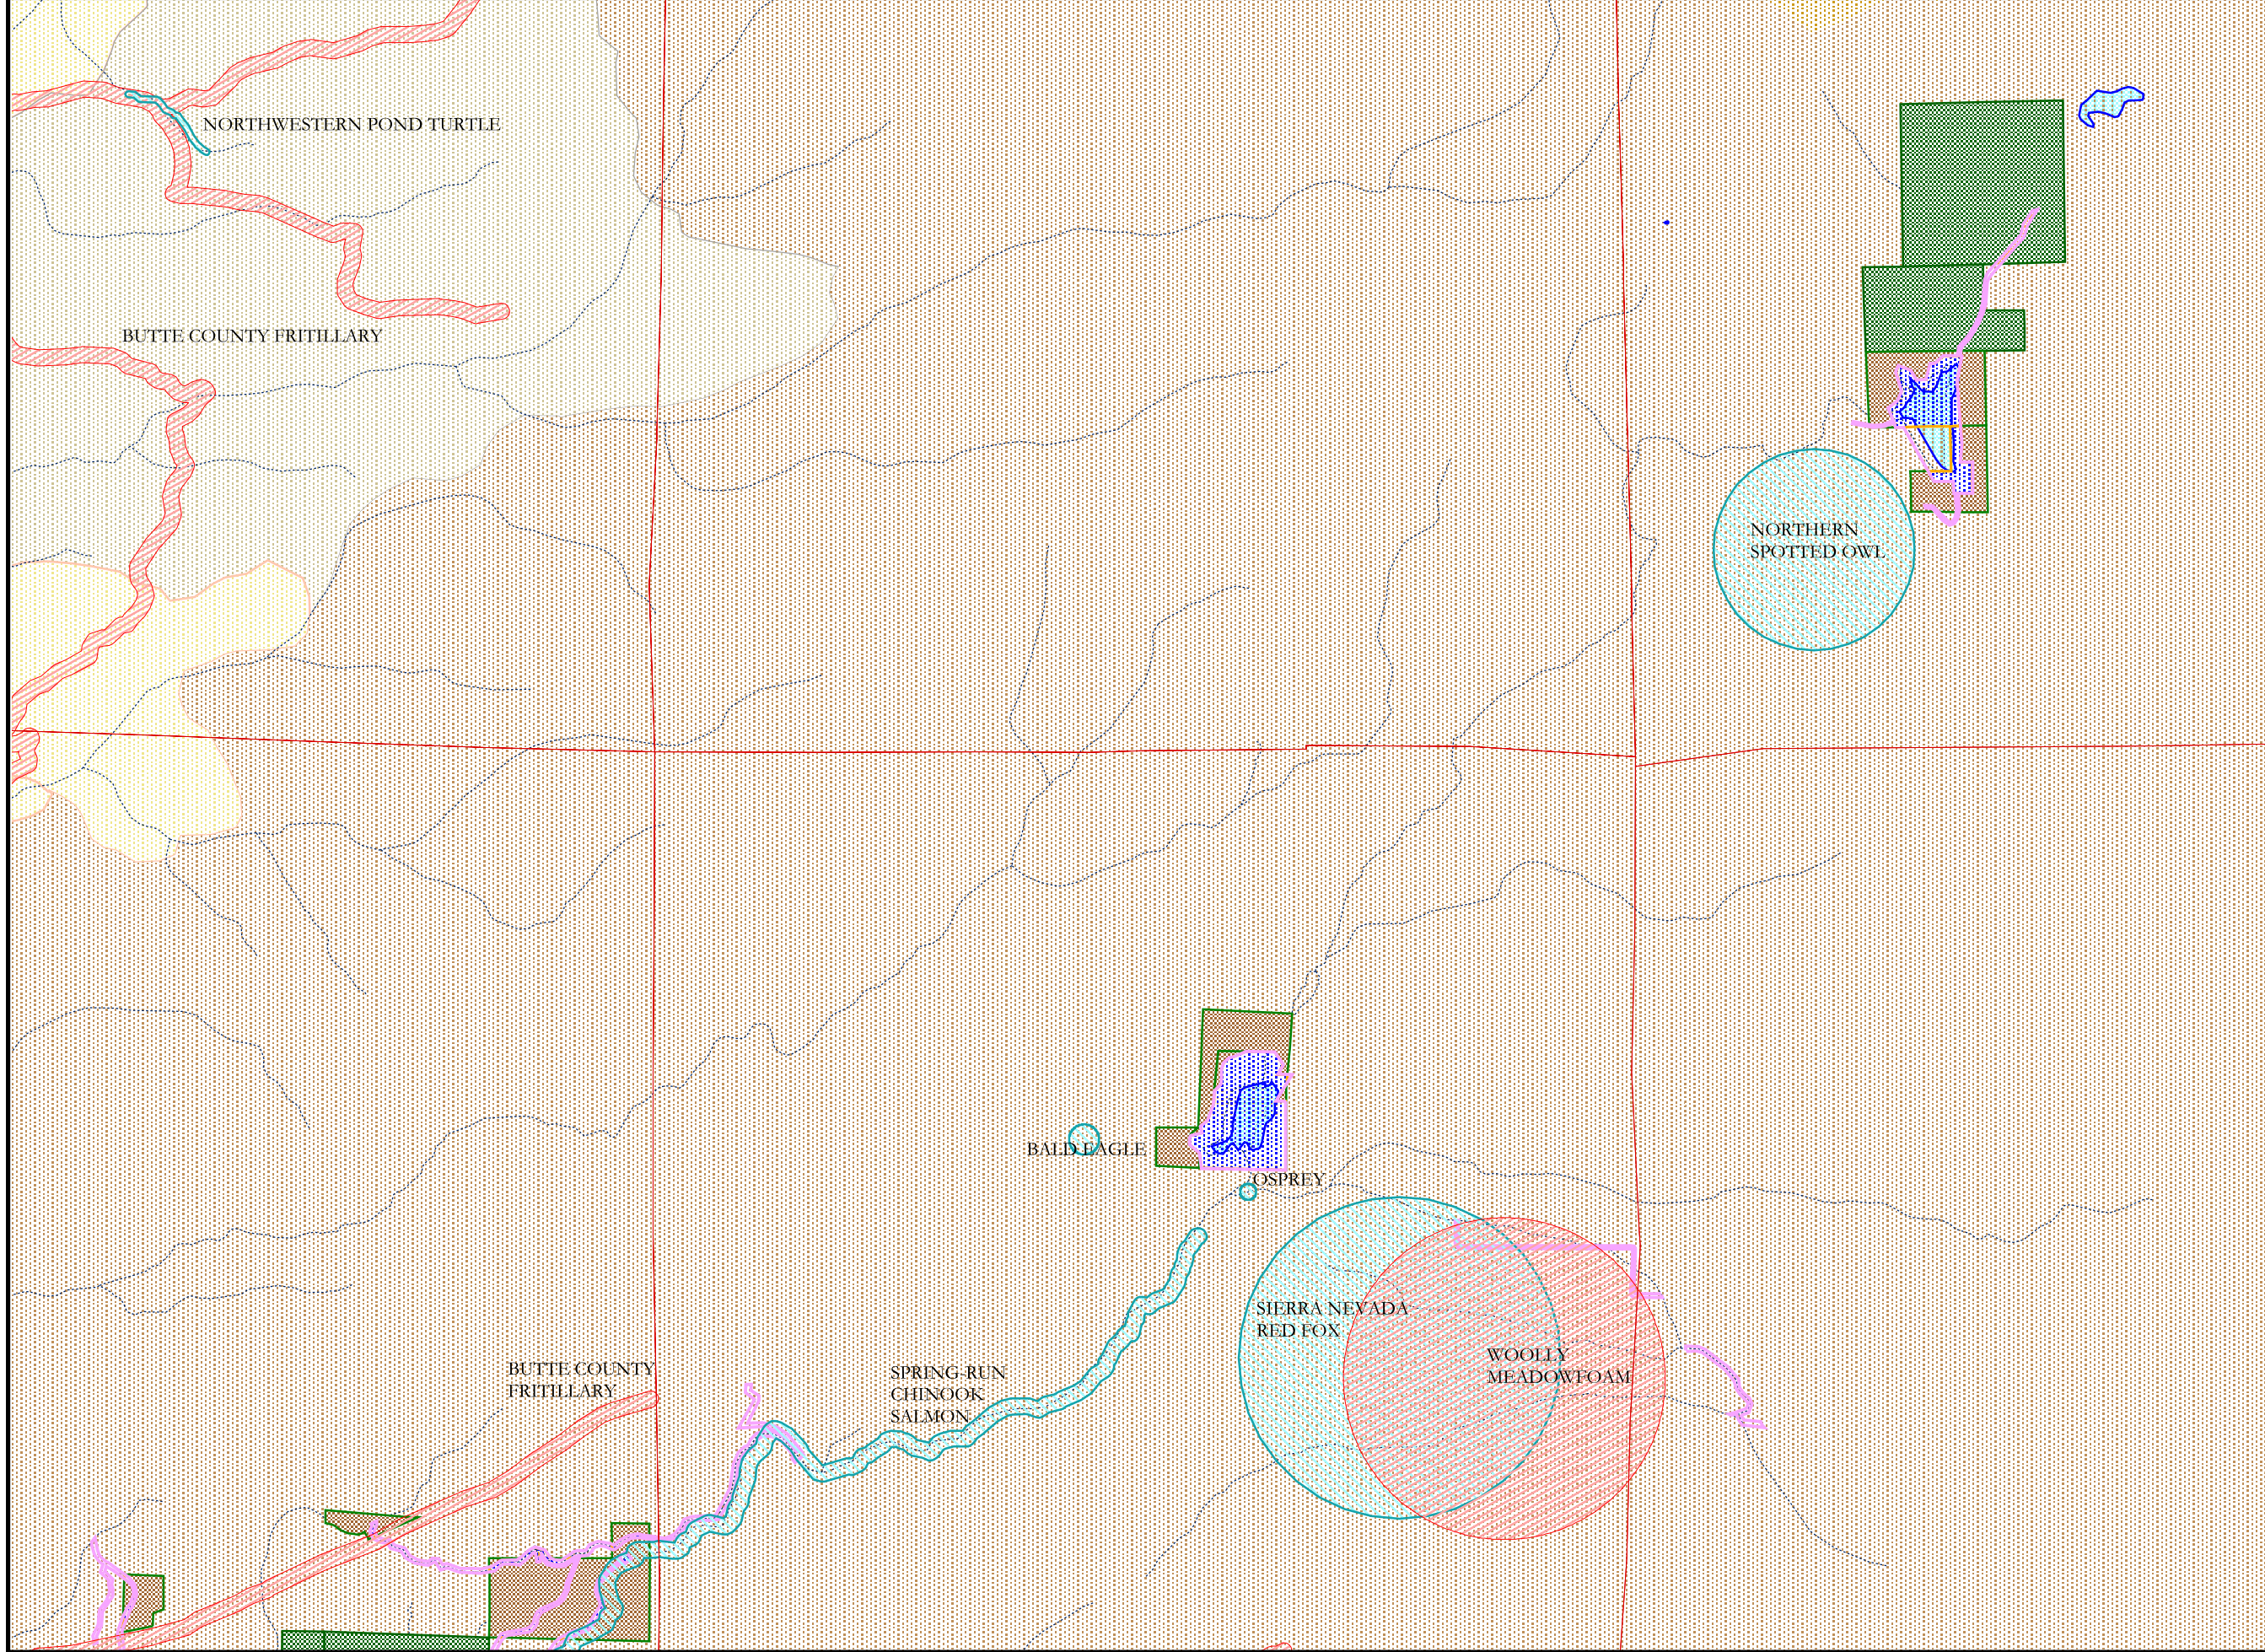 NORTHWESTERN POND TURTLE
BUTTE COUNTY FRITILLARY
NORTHERN
SPOTTED OWL
BALD EAGLE
OSPREY
SIERRA NEVADA
RED FOX
WOOLLY
MEADOWFOAM
BUTTE COUNTY
FRITILLARY
SPRING-RUN
CHINOOK
SALMON